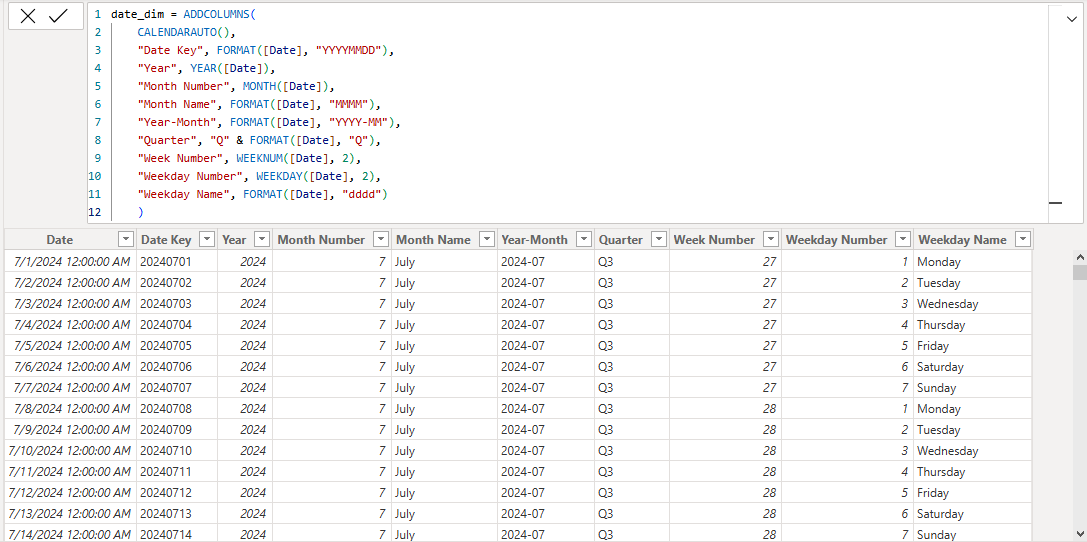 1 date_dim = ADDCOLUMNS(
2 CALENDARAUTO(),
3 "Date Key", FORMAT([Date], "YYYYMMDD"),
4 "Year", YEAR([Date]),
5 "Month Number", MONTH([Date]),
6 "Month Name", FORMAT([Date], "MMMM"),
7 "Year-Month", FORMAT([Date], "YYYY-MM"),
8 "Quarter", "Q" & FORMAT([Date], "Q"),
9 "Week Number", WEEKNUM([Date], 2),
10 "Weekday Number", WEEKDAY([Date], 2),
11 "Weekday Name", FORMAT([Date], "dddd")
12 )
Date Date Key Year Month Number Month Name Year-Month Quarter Week Number Weekday Number Weekday Name
7/1/2024 12:00:00 AM 20240701 2024 7 July 2024-07 Q3 27 1 Monday
7/2/2024 12:00:00 AM 20240702 2024 7 July 2024-07 Q3 27 2 Tuesday
7/3/2024 12:00:00 AM 20240703 2024 7 July 2024-07 Q3 27 3 Wednesday
7/4/2024 12:00:00 AM 20240704 2024 7 July 2024-07 Q3 27 4 Thursday
7/5/2024 12:00:00 AM 20240705 2024 7 July 2024-07 Q3 27 5 Friday
7/6/2024 12:00:00 AM 20240706 2024 7 July 2024-07 Q3 27 6 Saturday
7/7/2024 12:00:00 AM 20240707 2024 7 July 2024-07 Q3 27 7 Sunday
7/8/2024 12:00:00 AM 20240708 2024 7 July 2024-07 Q3 28 1 Monday
7/9/2024 12:00:00 AM 20240709 2024 7 July 2024-07 Q3 28 2 Tuesday
7/10/2024 12:00:00 AM 20240710 2024 7 July 2024-07 Q3 28 3 Wednesday
7/11/2024 12:00:00 AM 20240711 2024 7 July 2024-07 Q3 28 4 Thursday
7/12/2024 12:00:00 AM 20240712 2024 7 July 2024-07 Q3 28 5 Friday
7/13/2024 12:00:00 AM 20240713 2024 7 July 2024-07 Q3 28 6 Saturday
7/14/2024 12:00:00 AM 20240714 2024 7 July 2024-07 Q3 28 7 Sunday